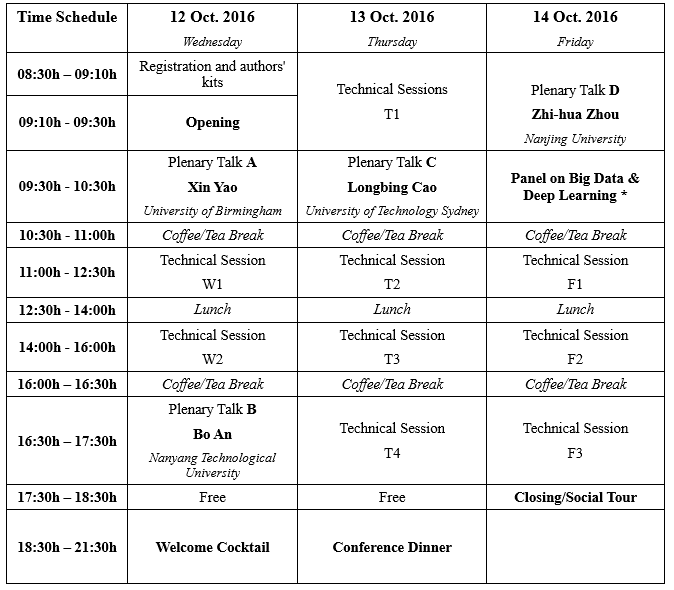 Time Schedule
12 Oct. 2016
Wednesday
13 Oct. 2016
Thursday
14 Oct. 2016
Friday
08:30h – 09:10h
Registration and authors'
kits
Technical Sessions
T1
Plenary Talk D
Zhi-hua Zhou
Nanjing University
09:10h - 09:30h
Opening
09:30h - 10:30h
Plenary Talk A
Xin Yao
University of Birmingham
Plenary Talk C
Longbing Cao
University of Technology Sydney
Panel on Big Data &
Deep Learning *
10:30h - 11:00h
Coffee/Tea Break
Coffee/Tea Break
Coffee/Tea Break
11:00h - 12:30h
Technical Session
W1
Technical Session
T2
Technical Session
F1
12:30h - 14:00h
Lunch
Lunch
Lunch
14:00h - 16:00h
Technical Session
W2
Technical Session
T3
Technical Session
F2
16:00h – 16:30h
Coffee/Tea Break
Coffee/Tea Break
Coffee/Tea Break
16:30h – 17:30h
Plenary Talk B
Bo An
Nanyang Technological
University
Technical Session
T4
Technical Session
F3
17:30h – 18:30h
Free
Free
Closing/Social Tour
18:30h – 21:30h
Welcome Cocktail
Conference Dinner